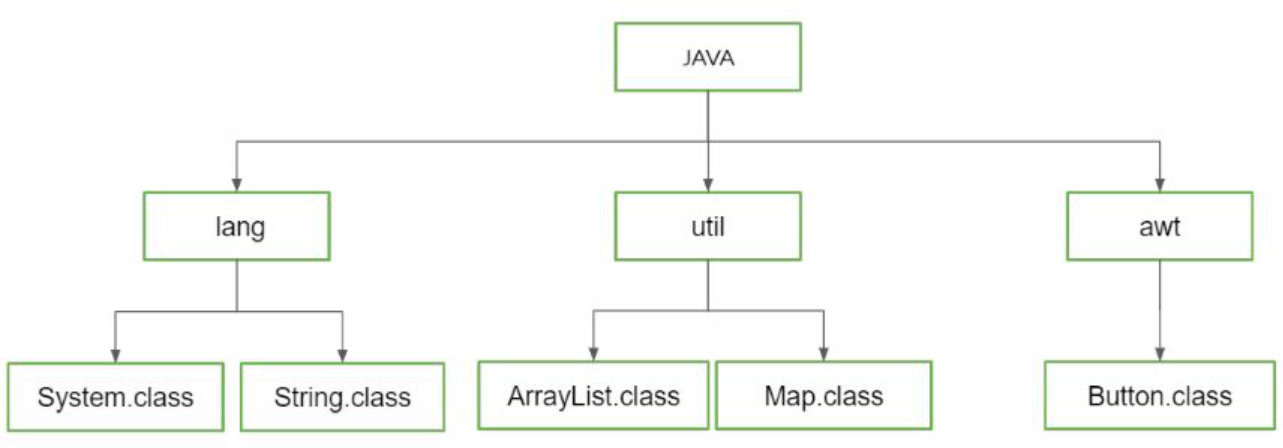 JAVA
lang
util
awt
System.class
String.class
ArrayList.class
Map.class
Button.class